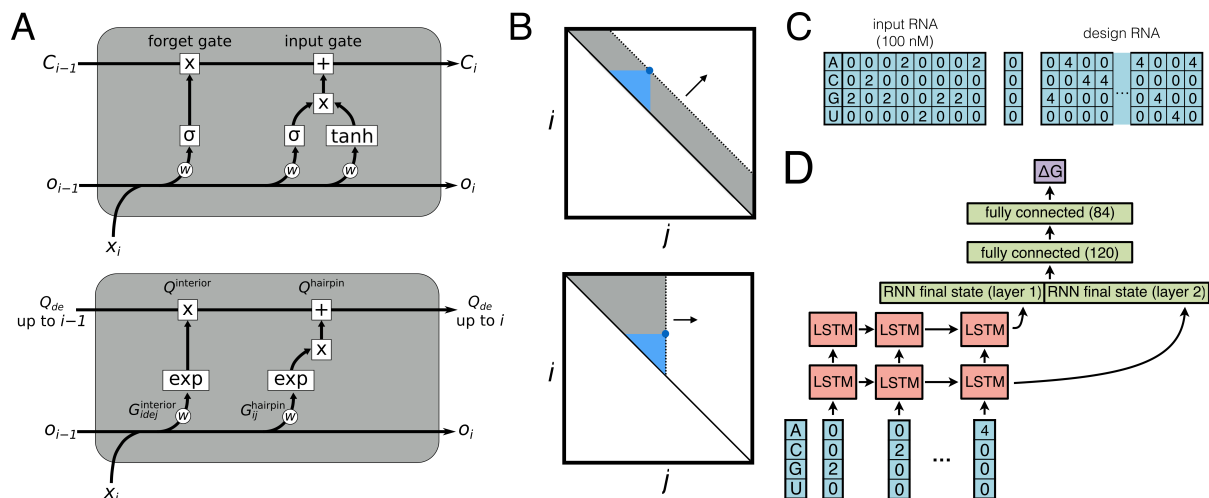 A
forget gate
input gate
C_{i−1}
x
+
C_i
x
σ
σ
tanh
w
w
w
o_{i−1}
o_i
x_i
Q^{interior}
Q^{hairpin}
Q_{de}
up to i−1
x
+
Q_{de}
up to i
x
exp
exp
G_{idej}^{interior}
w
G_{ij}^{hairpin}
w
o_{i−1}
o_i
x_i
B
i
j
i
j
C
input RNA
(100 nM)
design RNA
A 0 0 0 2 0 0 0 2 0 0 4 0 0 4 0 0 4
C 0 2 0 0 0 0 0 0 0 0 0 4 4 0 0 0 0
G 2 0 2 0 0 2 2 0 0 4 0 0 0 ... 0 4 0 0
U 0 0 0 0 2 0 0 0 0 0 0 0 0 0 0 4 0
D
ΔG
fully connected (84)
fully connected (120)
RNN final state (layer 1) RNN final state (layer 2)
LSTM LSTM LSTM
LSTM LSTM LSTM
A 0 0 4
C 0 2 0
G 2 0 ... 0
U 0 0 0